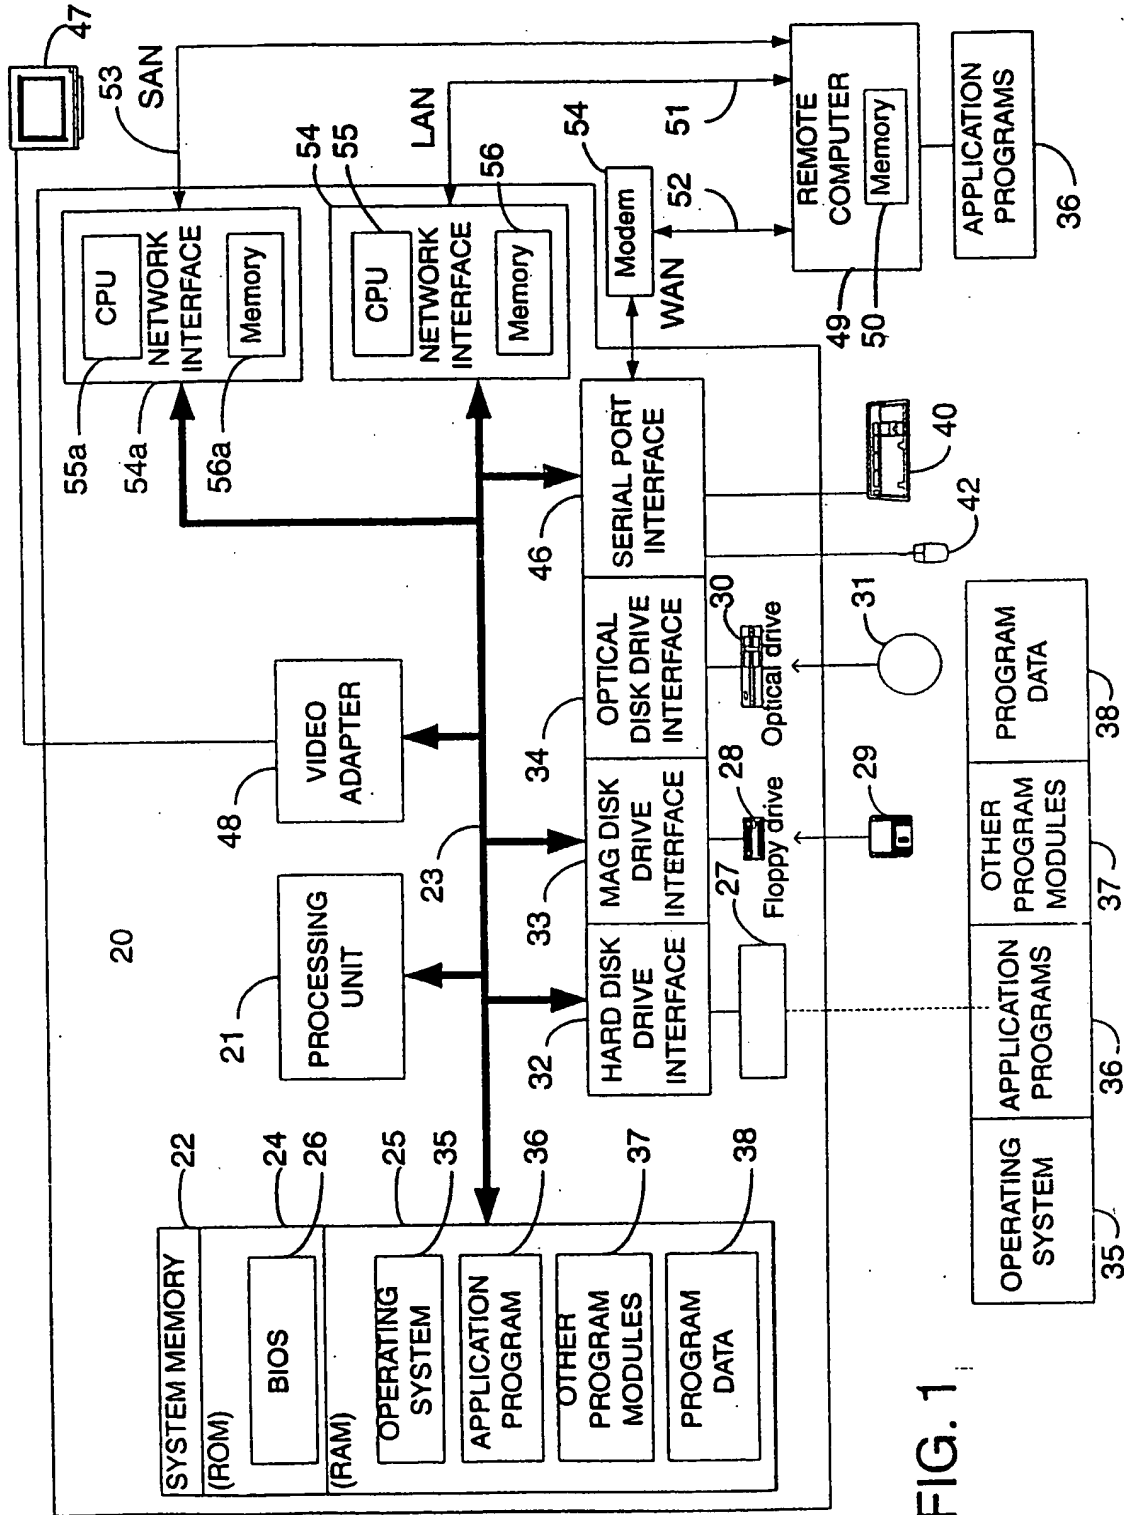 20
SYSTEM MEMORY
22
(ROM)
24
BIOS
26
(RAM)
25
OPERATING
SYSTEM
35
APPLICATION
PROGRAM
36
OTHER
PROGRAM
MODULES
37
PROGRAM
DATA
38
21
PROCESSING
UNIT
48
VIDEO
ADAPTER
23
47
53
SAN
55a
CPU
54a
NETWORK
INTERFACE
56a
Memory
54
55
CPU
NETWORK
INTERFACE
56
Memory
LAN
32
HARD DISK
DRIVE
INTERFACE
33
MAG DISK
DRIVE
INTERFACE
34
OPTICAL
DISK DRIVE
INTERFACE
46
SERIAL PORT
INTERFACE
54
Modem
WAN
52
51
27
28
Floppy drive
30
Optical drive
29
31
42
40
REMOTE
COMPUTER
49
Memory
50
APPLICATION
PROGRAMS
36
OPERATING
SYSTEM
35
APPLICATION
PROGRAMS
36
OTHER
PROGRAM
MODULES
37
PROGRAM
DATA
38
FIG. 1